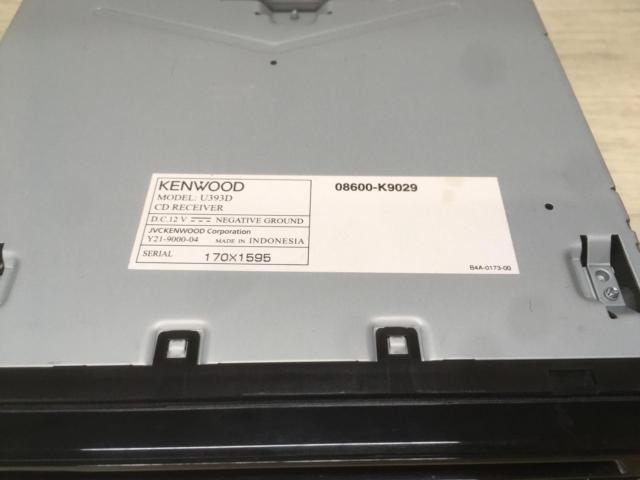 KENWOOD
MODEL: U393D
CD RECEIVER
D.C.12 V ⎓ NEGATIVE GROUND
JVCKENWOOD Corporation
Y21-9000-04 MADE IN INDONESIA
SERIAL 170X1595
08600-K9029
B4A-0173-00